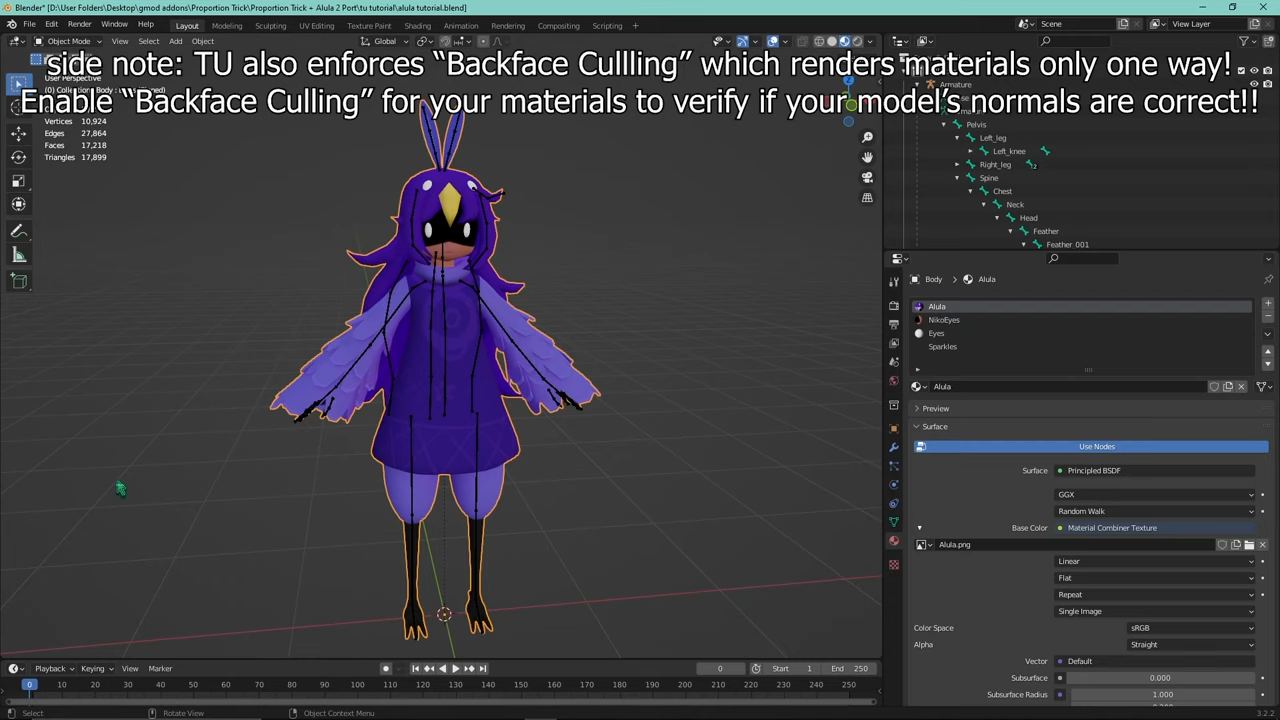 Blender* [D:\User Folders\Desktop\gmod addons\Proportion Trick\Proportion Trick + Alula 2 Port\tu tutorial\alula tutorial.blend]
File Edit Render Window Help Layout Modeling Sculpting UV Editing Texture Paint Shading Animation Rendering Compositing Scripting Scene View Layer
Object Mode View Select Add Object Global
side note: TU also enforces “Backface Cullling” which renders materials only one way!
Enable “Backface Culling” for your materials to verify if your model’s normals are correct!!
User Perspective
Vertices 10,924
Edges 27,864
Faces 17,218
Triangles 17,899
Armature
Pelvis
Left_leg
Left_knee
Right_leg
Spine
Chest
Neck
Head
Feather
Feather_001
Body Alula
Alula
NikoEyes
Eyes
Sparkles
Alula
Preview
Surface
Use Nodes
Surface Principled BSDF
GGX
Random Walk
Base Color Material Combiner Texture
Alula.png
Linear
Flat
Repeat
Single Image
Color Space sRGB
Alpha Straight
Vector Default
Subsurface 0.000
Subsurface Radius 1.000
Playback Keying View Marker 0 Start 1 End 250
0 10 20 30 40 50 60 70 80 90 100 110 120 130 140 150 160 170 180 190 200 210 220 230 240 250
Select Rotate View Object Context Menu 3.2.2